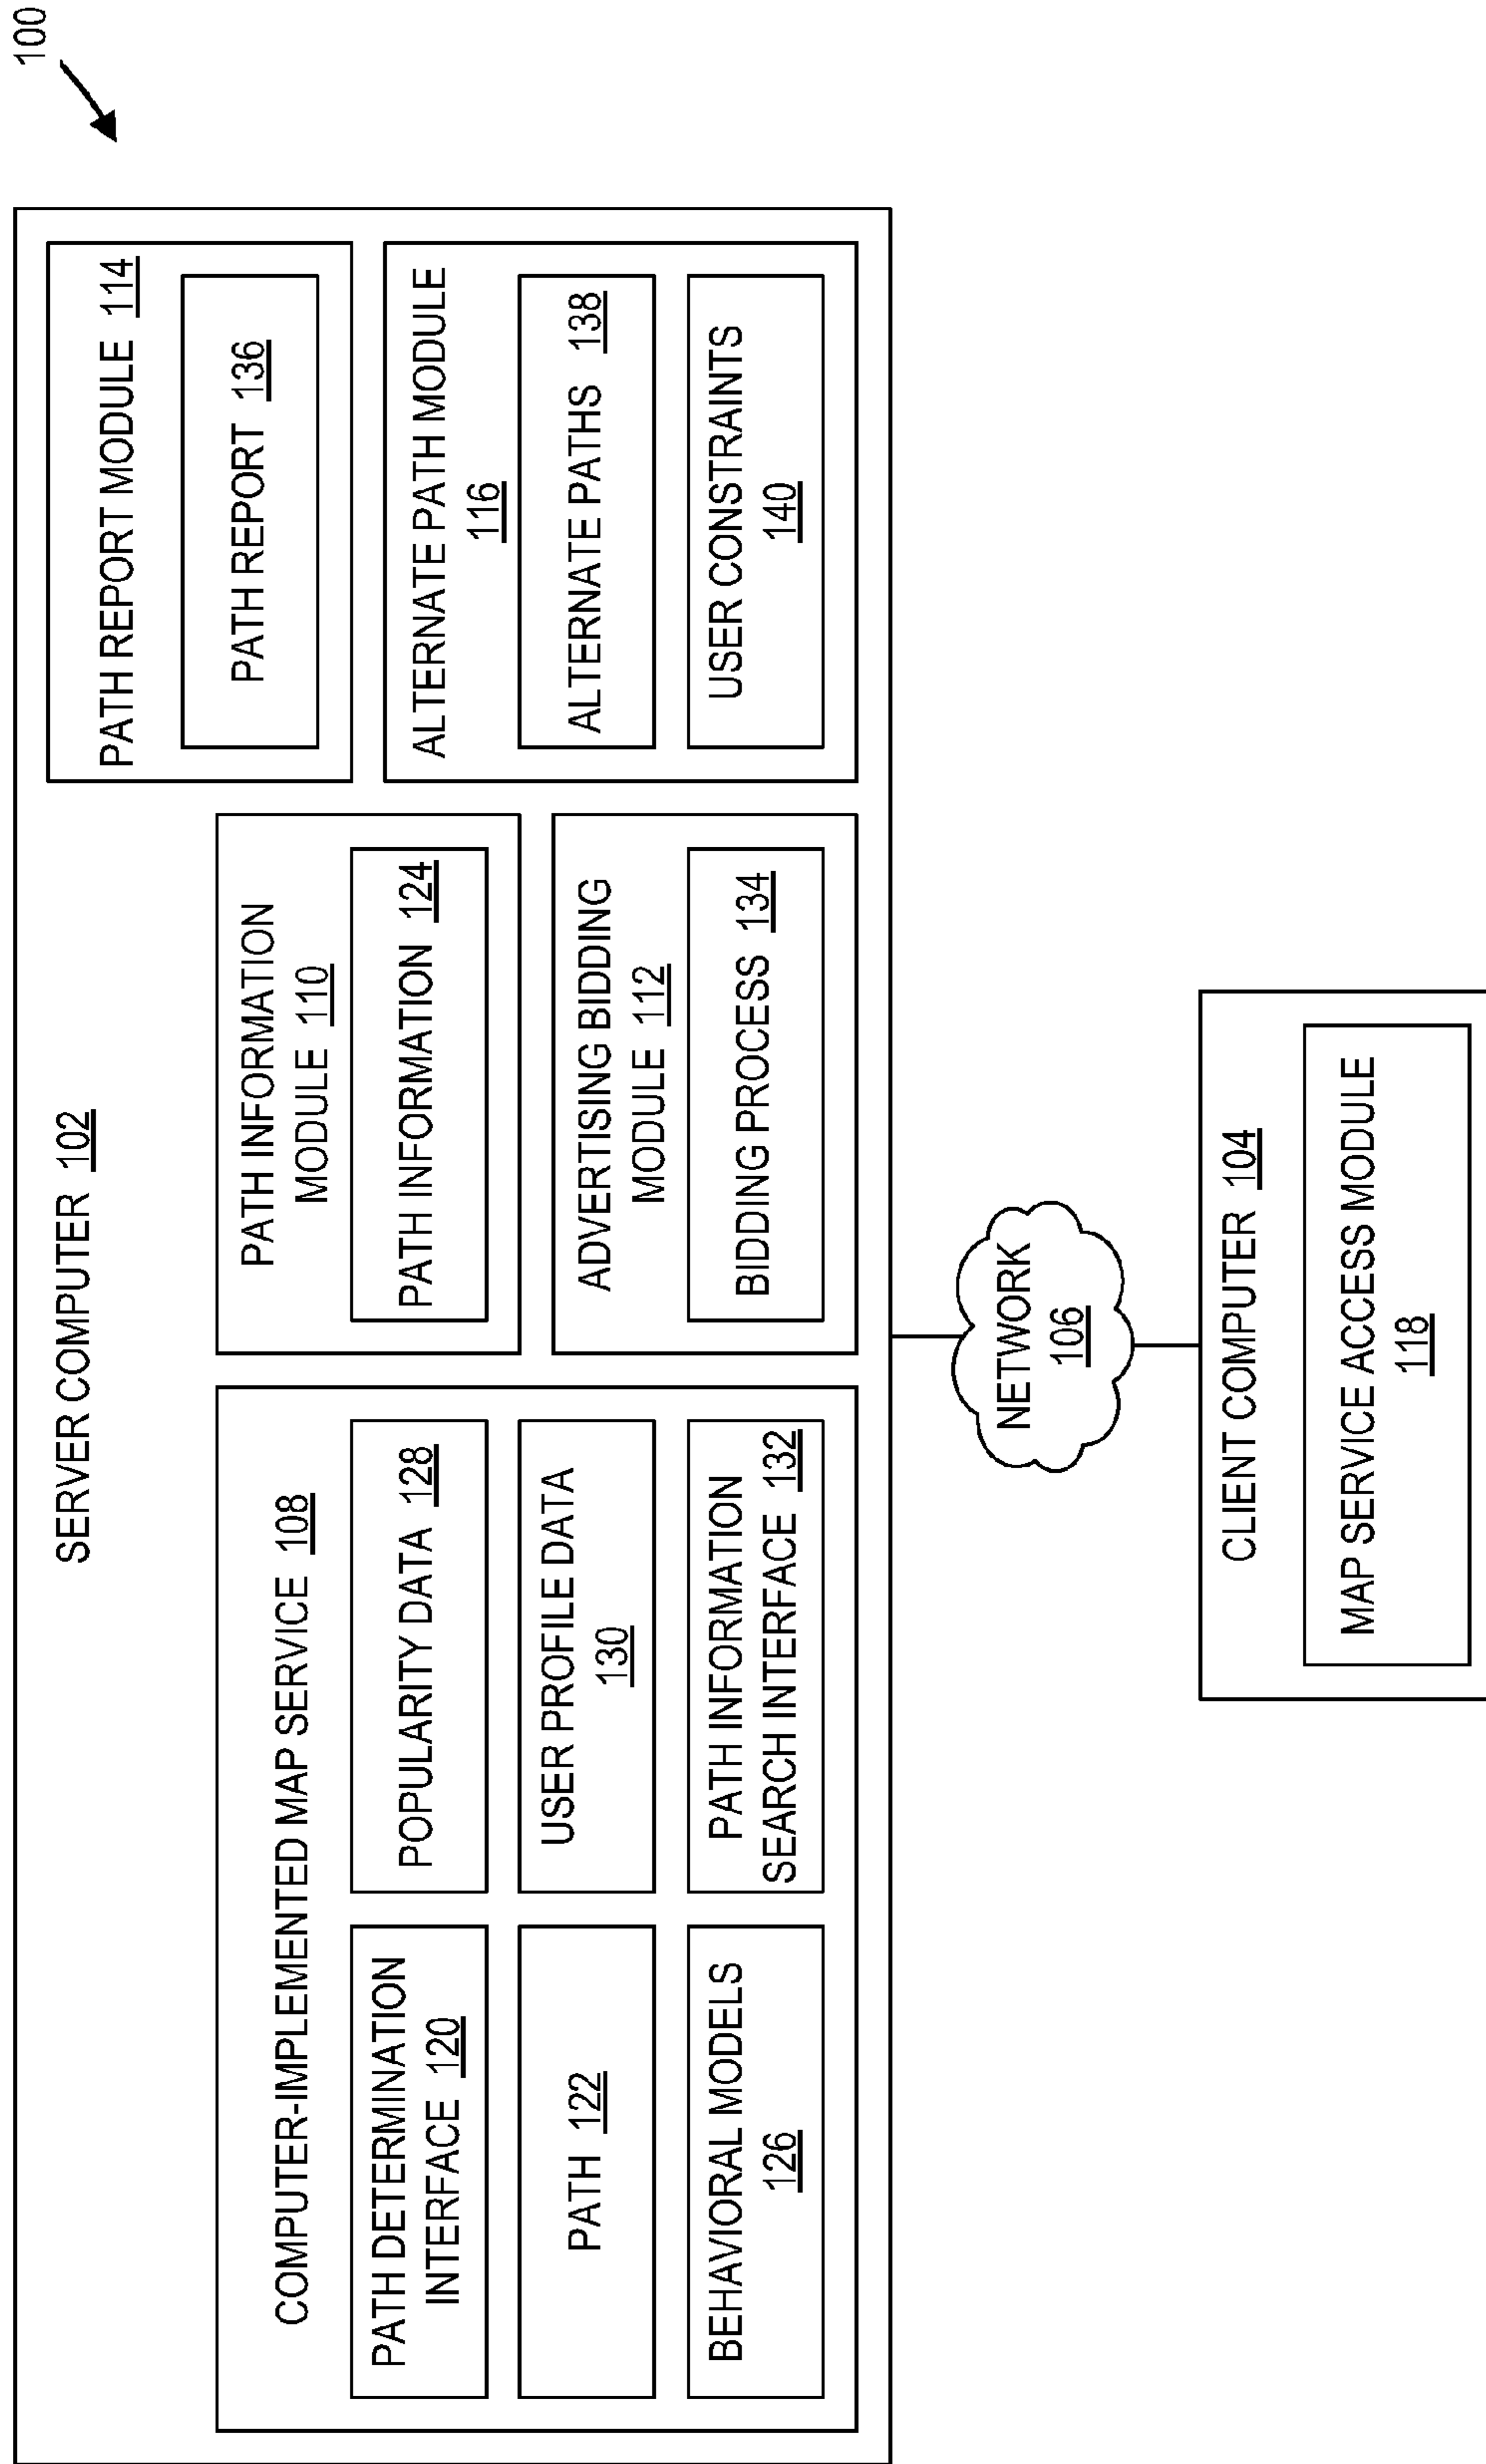 100
SERVER COMPUTER 102
COMPUTER-IMPLEMENTED MAP SERVICE 108
PATH DETERMINATION
INTERFACE 120
POPULARITY DATA 128
PATH 122
USER PROFILE DATA
130
BEHAVIORAL MODELS
126
PATH INFORMATION
SEARCH INTERFACE 132
PATH INFORMATION
MODULE 110
PATH INFORMATION 124
ADVERTISING BIDDING
MODULE 112
BIDDING PROCESS 134
PATH REPORT MODULE 114
PATH REPORT 136
ALTERNATE PATH MODULE
116
ALTERNATE PATHS 138
USER CONSTRAINTS
140
NETWORK
106
CLIENT COMPUTER 104
MAP SERVICE ACCESS MODULE
118